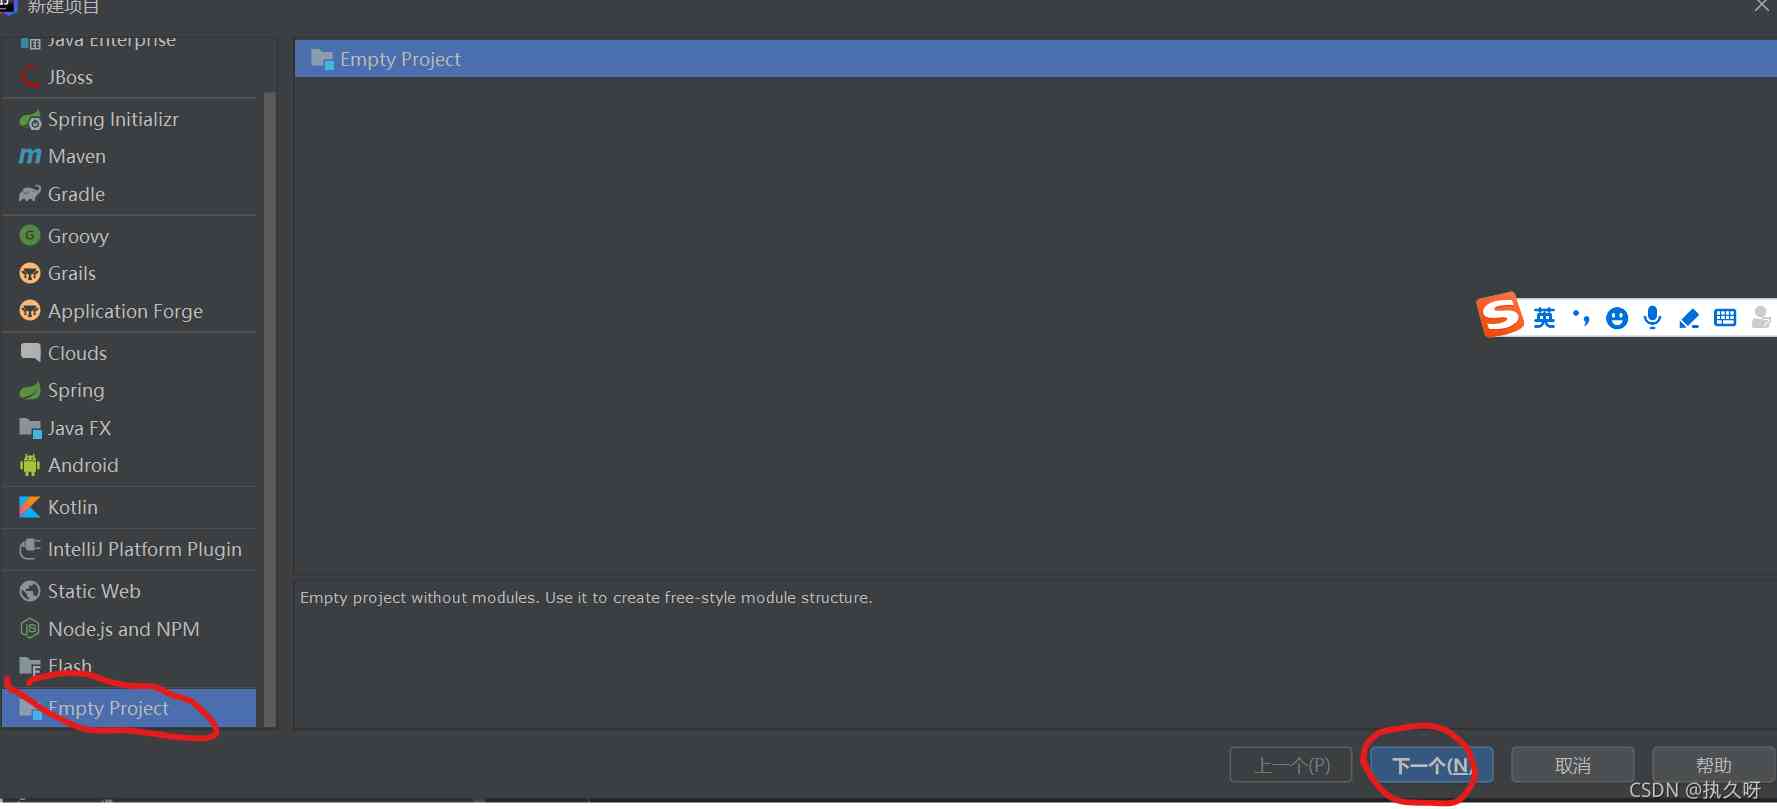 新建项目
Java Enterprise
JBoss
Spring Initializr
Maven
Gradle
Groovy
Grails
Application Forge
Clouds
Spring
Java FX
Android
Kotlin
IntelliJ Platform Plugin
Static Web
Node.js and NPM
Flash
Empty Project
Empty Project
英
Empty project without modules. Use it to create free-style module structure.
上一个(P)
下一个(N)
取消
帮助
CSDN @执久呀